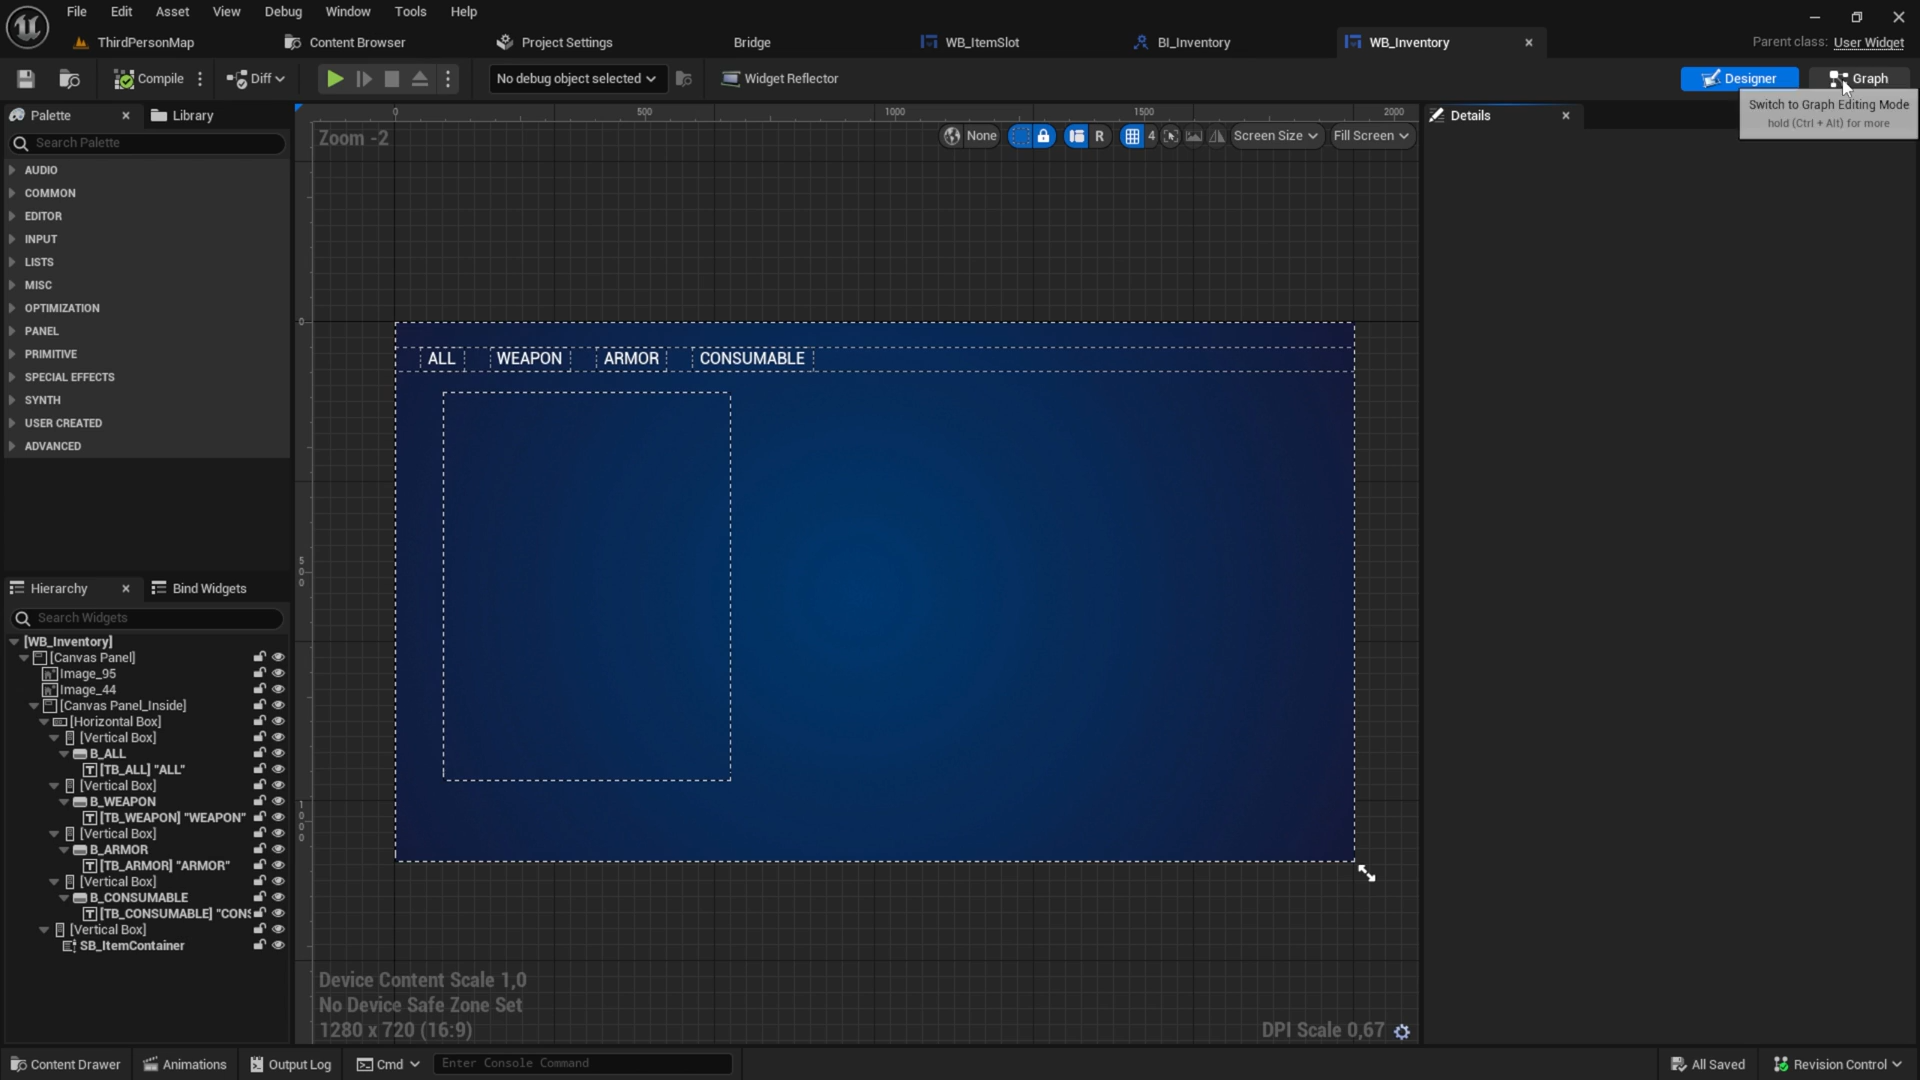 File Edit Asset View Debug Window Tools Help
ThirdPersonMap Content Browser Project Settings Bridge WB_ItemSlot BI_Inventory WB_Inventory Parent class: User Widget
Compile Diff No debug object selected Widget Reflector Designer Graph
Switch to Graph Editing Mode
hold (Ctrl + Alt) for more
Palette Library
Search Palette
AUDIO
COMMON
EDITOR
INPUT
LISTS
MISC
OPTIMIZATION
PANEL
PRIMITIVE
SPECIAL EFFECTS
SYNTH
USER CREATED
ADVANCED
Hierarchy Bind Widgets
Search Widgets
[WB_Inventory]
[Canvas Panel]
Image_95
Image_44
[Canvas Panel_Inside]
[Horizontal Box]
[Vertical Box]
B_ALL
[TB_ALL] "ALL"
[Vertical Box]
B_WEAPON
[TB_WEAPON] "WEAPON"
[Vertical Box]
B_ARMOR
[TB_ARMOR] "ARMOR"
[Vertical Box]
B_CONSUMABLE
[TB_CONSUMABLE] "CONS
[Vertical Box]
SB_ItemContainer
0 500 1000 1500 2000
Zoom -2 None R 4 Screen Size Fill Screen
0
500
1000
ALL WEAPON ARMOR CONSUMABLE
Device Content Scale 1,0
No Device Safe Zone Set
1280 x 720 (16:9)
DPI Scale 0,67
Details
Content Drawer Animations Output Log Cmd Enter Console Command All Saved Revision Control